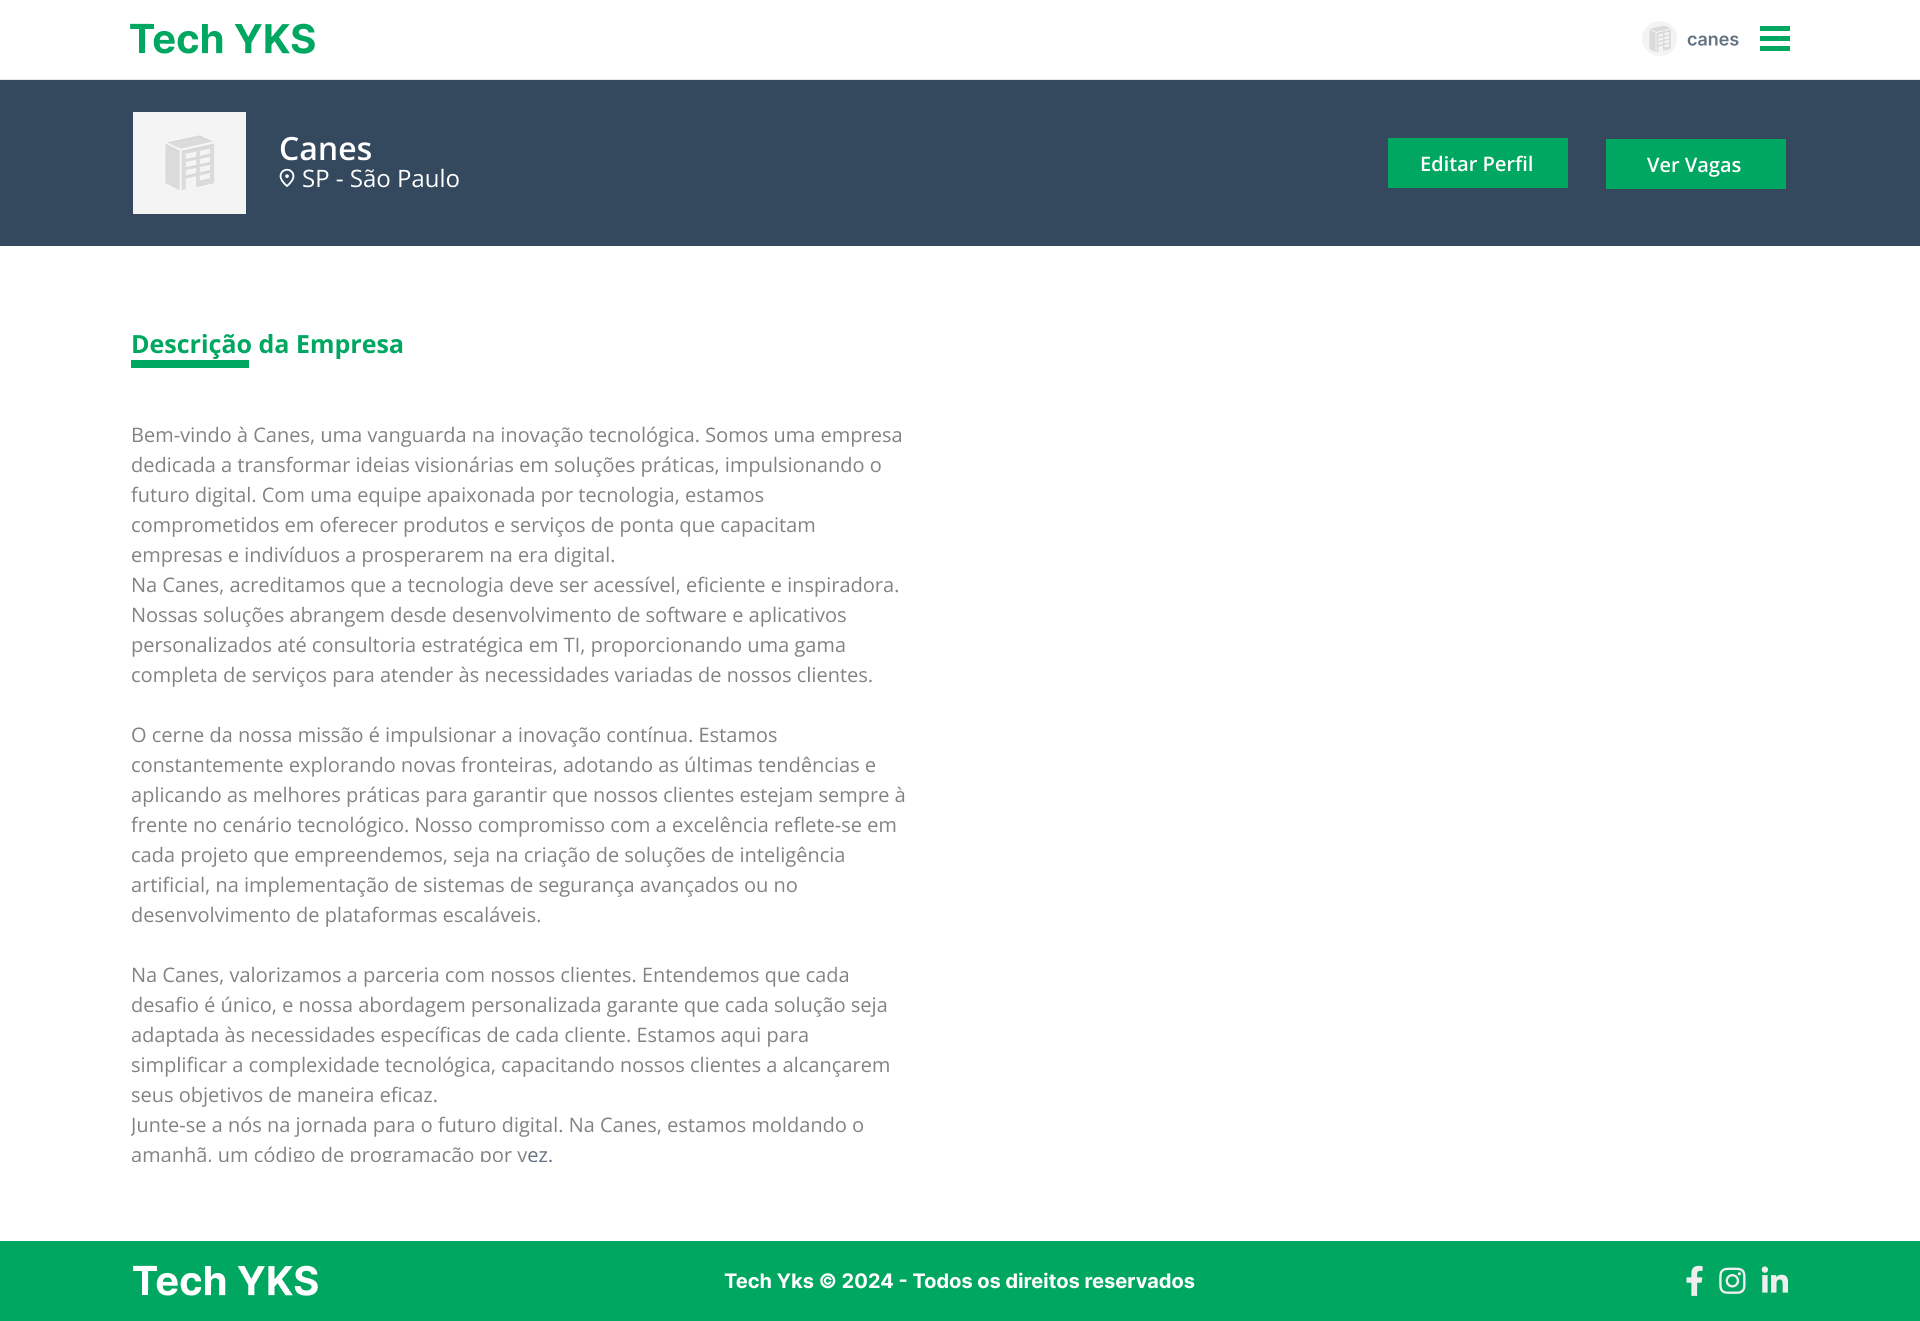 Tech YKS
canes
Canes
SP - São Paulo
Editar Perfil
Ver Vagas
Descrição da Empresa
Bem-vindo à Canes, uma vanguarda na inovação tecnológica. Somos uma empresa
dedicada a transformar ideias visionárias em soluções práticas, impulsionando o
futuro digital. Com uma equipe apaixonada por tecnologia, estamos
comprometidos em oferecer produtos e serviços de ponta que capacitam
empresas e indivíduos a prosperarem na era digital.
Na Canes, acreditamos que a tecnologia deve ser acessível, eficiente e inspiradora.
Nossas soluções abrangem desde desenvolvimento de software e aplicativos
personalizados até consultoria estratégica em TI, proporcionando uma gama
completa de serviços para atender às necessidades variadas de nossos clientes.
O cerne da nossa missão é impulsionar a inovação contínua. Estamos
constantemente explorando novas fronteiras, adotando as últimas tendências e
aplicando as melhores práticas para garantir que nossos clientes estejam sempre à
frente no cenário tecnológico. Nosso compromisso com a excelência reflete-se em
cada projeto que empreendemos, seja na criação de soluções de inteligência
artificial, na implementação de sistemas de segurança avançados ou no
desenvolvimento de plataformas escaláveis.
Na Canes, valorizamos a parceria com nossos clientes. Entendemos que cada
desafio é único, e nossa abordagem personalizada garante que cada solução seja
adaptada às necessidades específicas de cada cliente. Estamos aqui para
simplificar a complexidade tecnológica, capacitando nossos clientes a alcançarem
seus objetivos de maneira eficaz.
Junte-se a nós na jornada para o futuro digital. Na Canes, estamos moldando o
amanhã, um código de programação por vez.
Tech YKS
Tech Yks © 2024 - Todos os direitos reservados